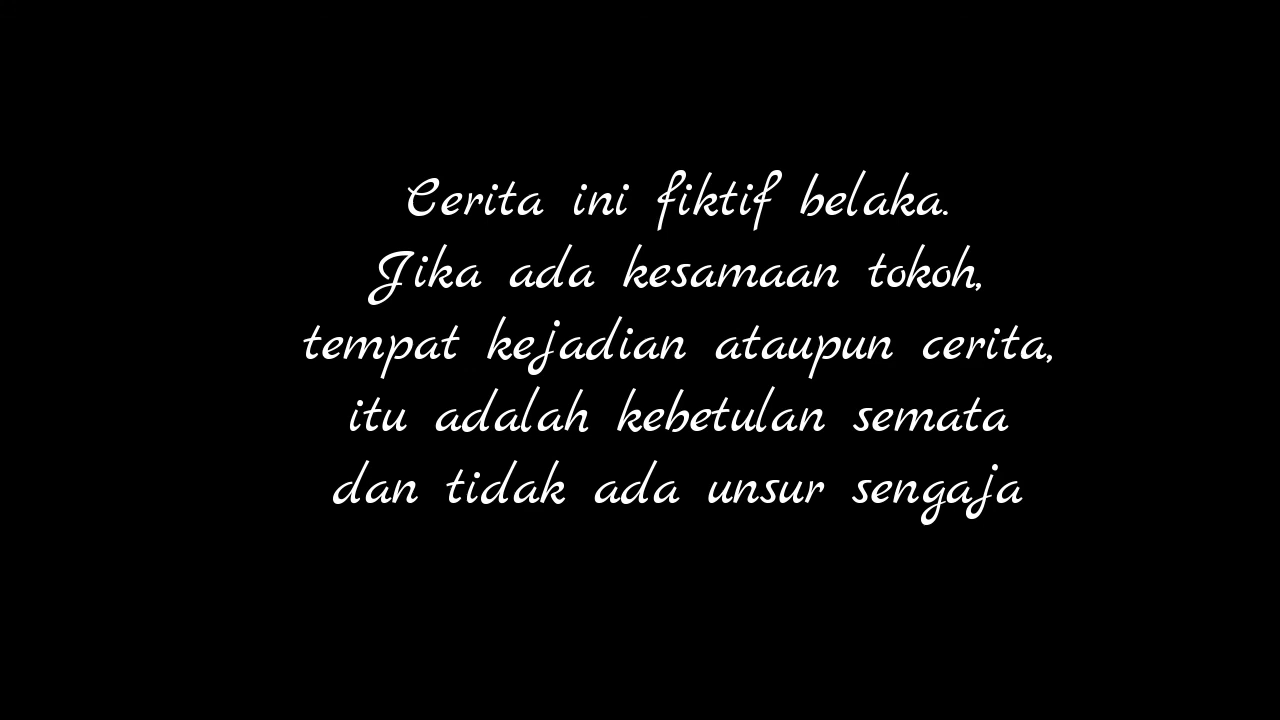 Cerita ini fiktif belaka.
Jika ada kesamaan tokoh,
tempat kejadian ataupun cerita,
itu adalah kebetulan semata
dan tidak ada unsur sengaja